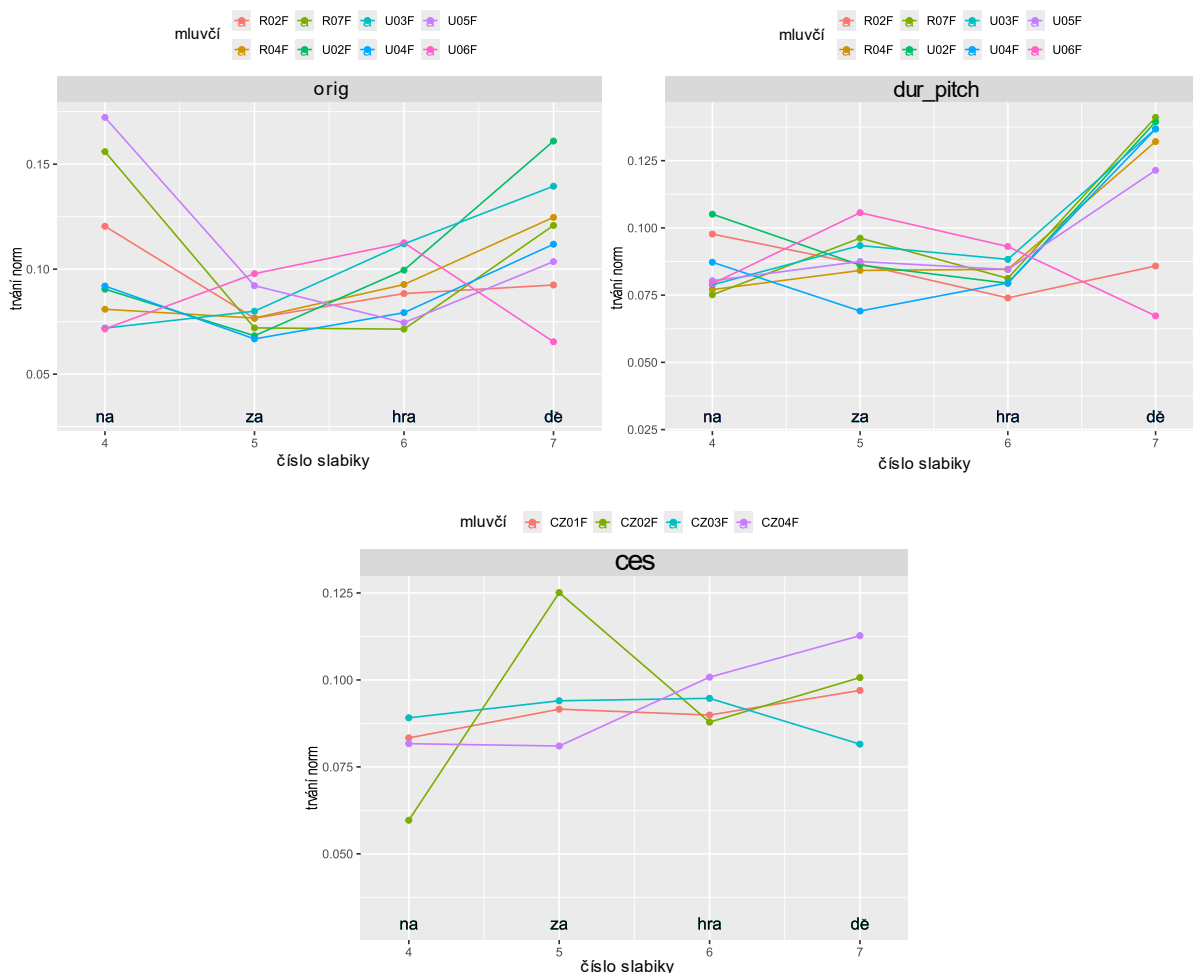 mluvčí R02F R07F U03F U05F
R04F U02F U04F U06F
orig
trvání norm
0.15
0.10
0.05
na za hra dě
4 5 6 7
číslo slabiky
mluvčí R02F R07F U03F U05F
R04F U02F U04F U06F
dur_pitch
trvání norm
0.125
0.100
0.075
0.050
0.025
na za hra dě
4 5 6 7
číslo slabiky
mluvčí CZ01F CZ02F CZ03F CZ04F
ces
trvání norm
0.125
0.100
0.075
0.050
na za hra dě
4 5 6 7
číslo slabiky